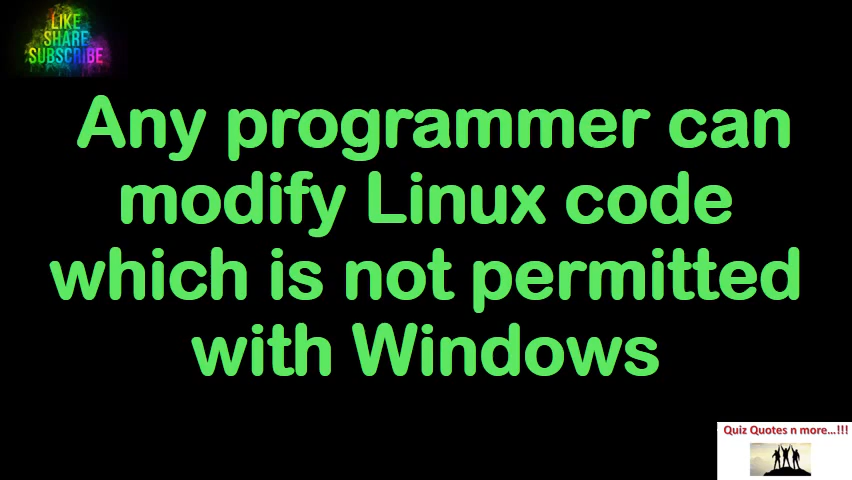 LIKE
SHARE
SUBSCRIBE
Any programmer can
modify Linux code
which is not permitted
with Windows
Quiz Quotes n more...!!!